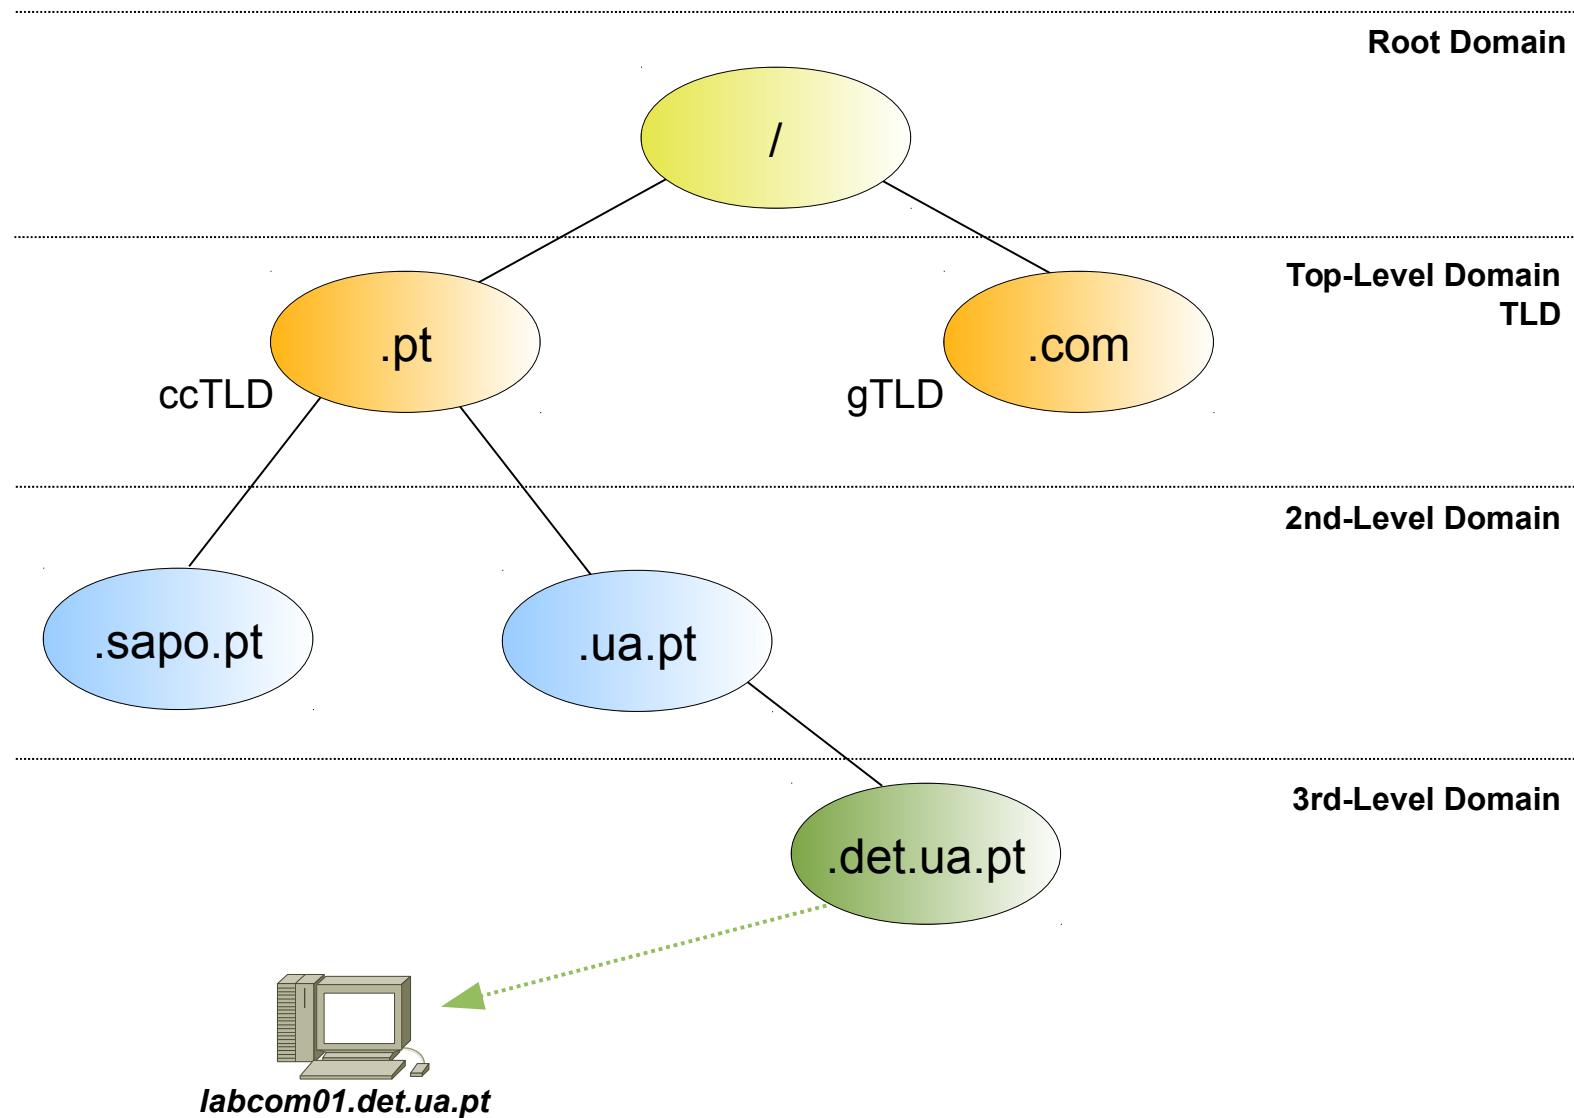 Root Domain
/
Top-Level Domain
TLD
.pt
.com
ccTLD
gTLD
2nd-Level Domain
.sapo.pt
.ua.pt
3rd-Level Domain
.det.ua.pt
labcom01.det.ua.pt